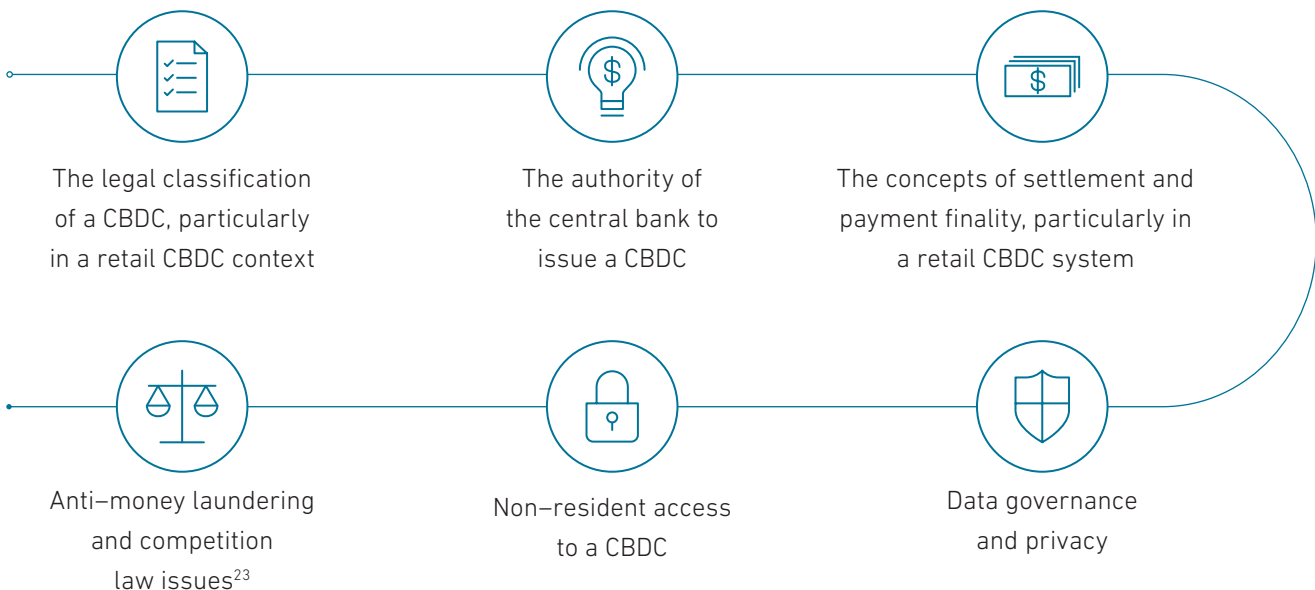 The legal classification
of a CBDC, particularly
in a retail CBDC context
The authority of
the central bank to
issue a CBDC
The concepts of settlement and
payment finality, particularly in
a retail CBDC system
Anti–money laundering
and competition
law issues²³
Non–resident access
to a CBDC
Data governance
and privacy
$
$